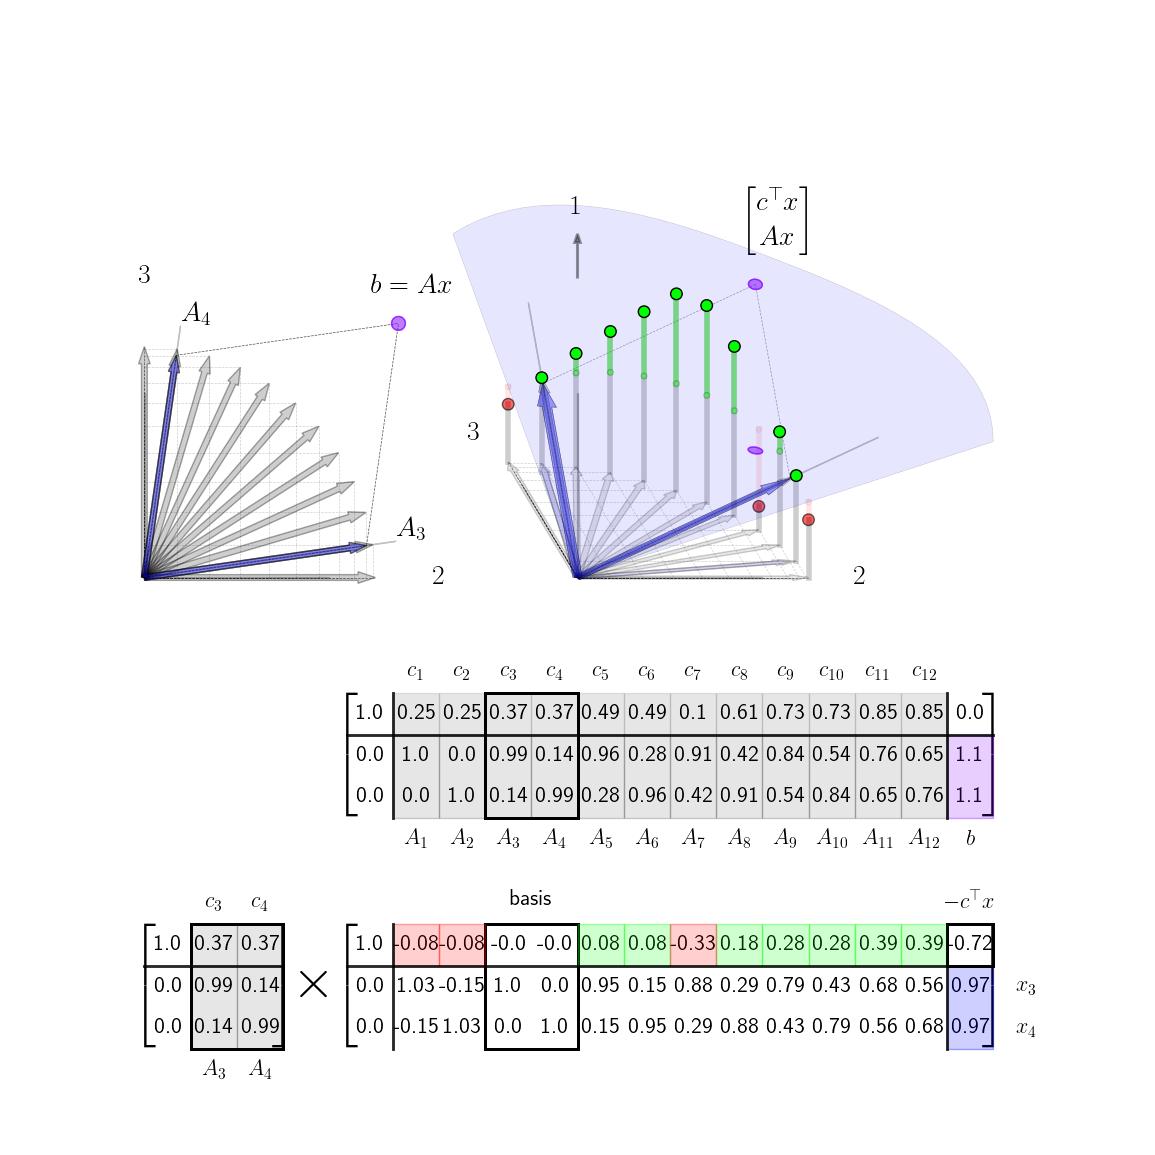 1
[c⊤x
Ax]
3
b = Ax
A₄
3
A₃
2
2
c₁ c₂ c₃ c₄ c₅ c₆ c₇ c₈ c₉ c₁₀ c₁₁ c₁₂
1.0 0.25 0.25 0.37 0.37 0.49 0.49 0.1 0.61 0.73 0.73 0.85 0.85 0.0
0.0 1.0 0.0 0.99 0.14 0.96 0.28 0.91 0.42 0.84 0.54 0.76 0.65 1.1
0.0 0.0 1.0 0.14 0.99 0.28 0.96 0.42 0.91 0.54 0.84 0.65 0.76 1.1
A₁ A₂ A₃ A₄ A₅ A₆ A₇ A₈ A₉ A₁₀ A₁₁ A₁₂ b
c₃ c₄ basis −c⊤x
1.0 0.37 0.37 1.0 -0.08 -0.08 -0.0 -0.0 0.08 0.08 -0.33 0.18 0.28 0.28 0.39 0.39 -0.72
0.0 0.99 0.14 × 0.0 1.03 -0.15 1.0 0.0 0.95 0.15 0.88 0.29 0.79 0.43 0.68 0.56 0.97 x₃
0.0 0.14 0.99 0.0 -0.15 1.03 0.0 1.0 0.15 0.95 0.29 0.88 0.43 0.79 0.56 0.68 0.97 x₄
A₃ A₄